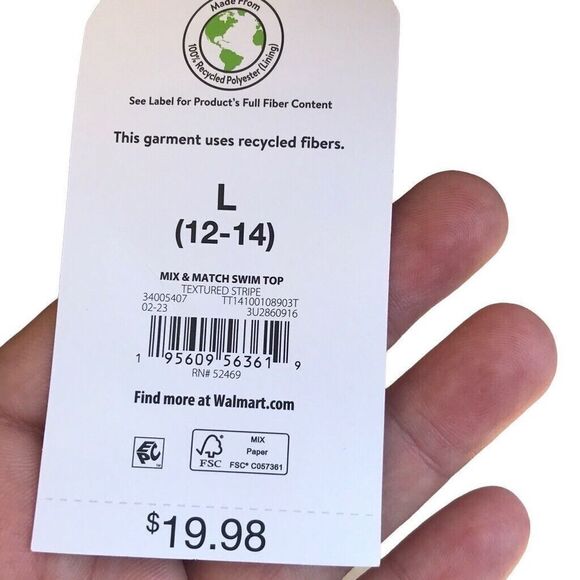 Made From
100% Recycled Polyester (Lining)
See Label for Product's Full Fiber Content
This garment uses recycled fibers.
L
(12-14)
MIX & MATCH SWIM TOP
TEXTURED STRIPE
34005407 TT14100108903T
02-23 3U2860916
1 95609 56361 9
RN# 52469
Find more at Walmart.com
EPC
FSC
MIX
Paper
FSC® C057361
$19.98